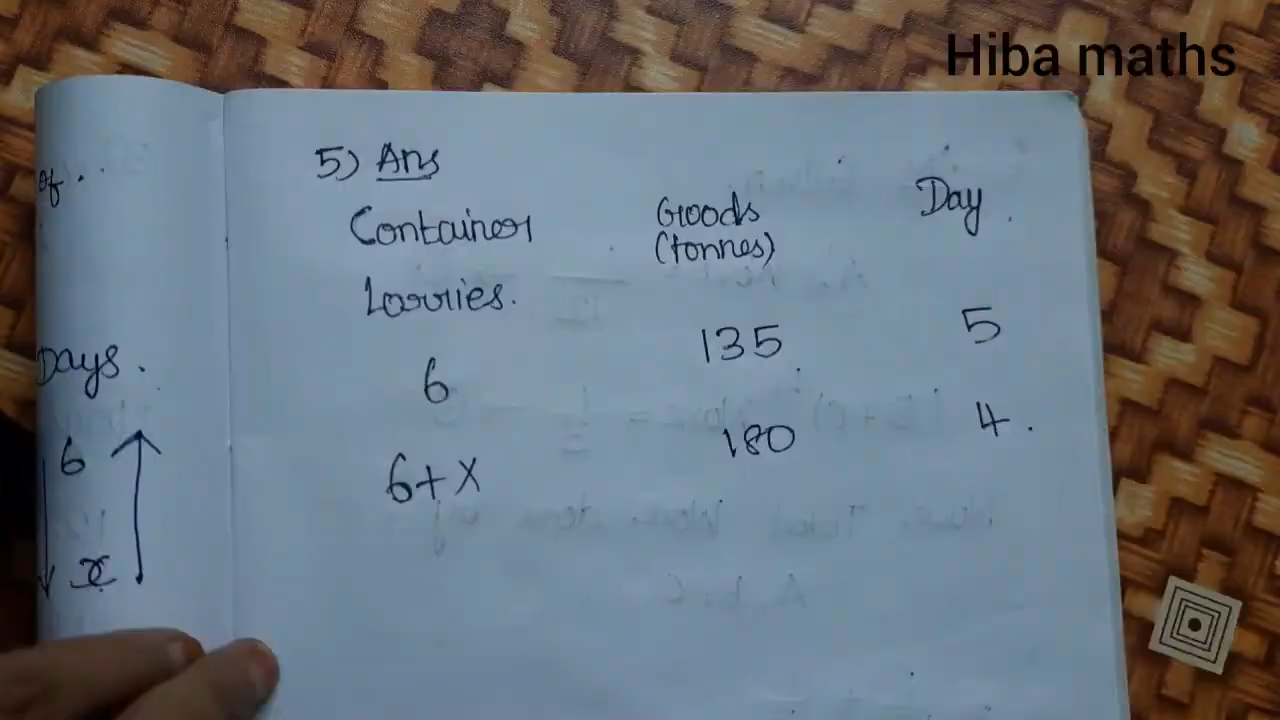 Hiba maths
of.
Days.
6
x
5) Ans
Container Goods Day.
Lorries. (tonnes)
6 135 5
6+x 180 4.